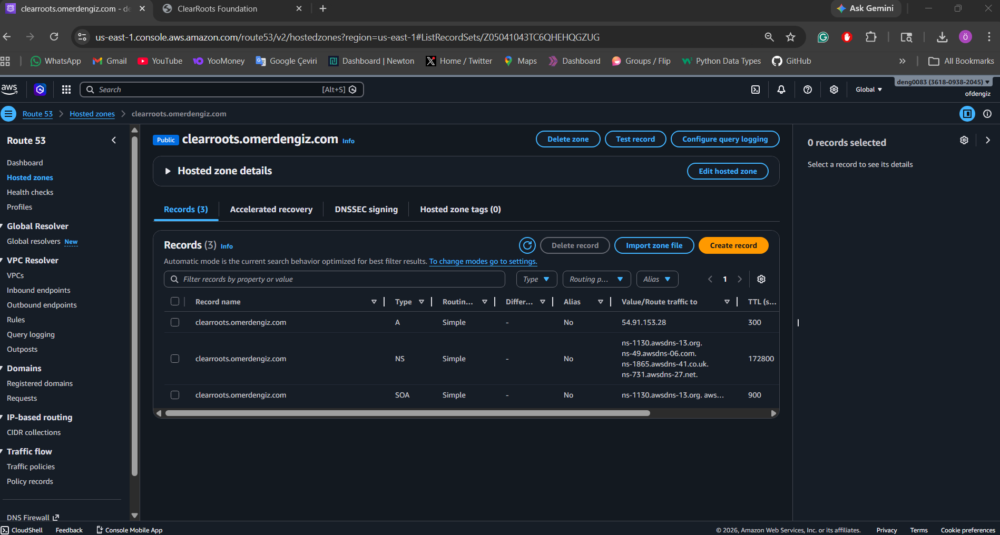 clearroots.omerdengiz.com - de
ClearRoots Foundation
Ask Gemini
us-east-1.console.aws.amazon.com/route53/v2/hostedzones?region=us-east-1#ListRecordSets/Z05041043TC6QHEHQGZUG
Ö
WhatsApp
Gmail
YouTube
YooMoney
Google Çeviri
Dashboard | Newton
Home / Twitter
Maps
Dashboard
Groups / Flip
Python Data Types
GitHub
All Bookmarks
aws
Search
[Alt+S]
Global
deng0083 (3618-0938-2045)
ofdengiz
Route 53
Hosted zones
clearroots.omerdengiz.com
Route 53
Dashboard
Hosted zones
Health checks
Profiles
Global Resolver
Global resolvers New
VPC Resolver
VPCs
Inbound endpoints
Outbound endpoints
Rules
Query logging
Outposts
Domains
Registered domains
Requests
IP-based routing
CIDR collections
Traffic flow
Traffic policies
Policy records
DNS Firewall
Public clearroots.omerdengiz.com Info
Delete zone
Test record
Configure query logging
Hosted zone details
Edit hosted zone
Records (3)
Accelerated recovery
DNSSEC signing
Hosted zone tags (0)
Records (3) Info
Delete record
Import zone file
Create record
Automatic mode is the current search behavior optimized for best filter results. To change modes go to settings.
Filter records by property or value
Type
Routing p...
Alias
1
Record name Type Routin... Differ... Alias Value/Route traffic to TTL (s...
clearroots.omerdengiz.com A Simple - No 54.91.153.28 300
clearroots.omerdengiz.com NS Simple - No ns-1130.awsdns-13.org. 172800
ns-49.awsdns-06.com.
ns-1865.awsdns-41.co.uk.
ns-731.awsdns-27.net.
clearroots.omerdengiz.com SOA Simple - No ns-1130.awsdns-13.org. aws... 900
0 records selected
Select a record to see its details
CloudShell
Feedback
Console Mobile App
© 2026, Amazon Web Services, Inc. or its affiliates.
Privacy
Terms
Cookie preferences